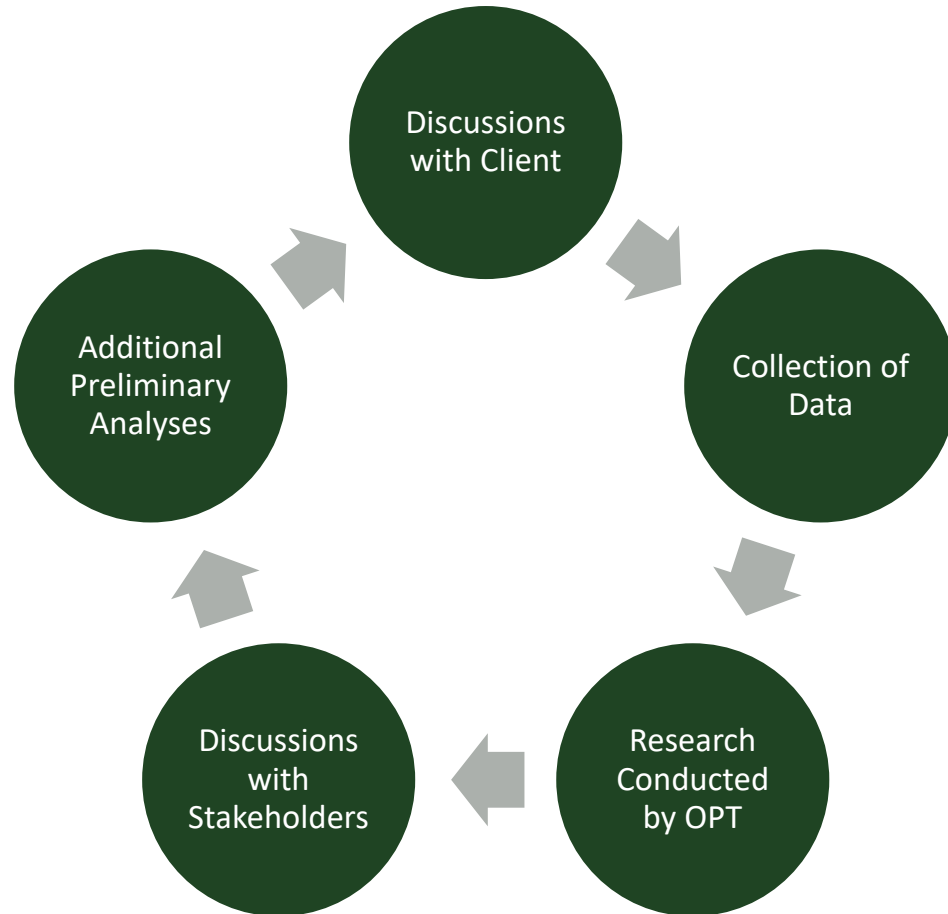 Discussions
with Client
Collection of
Data
Research
Conducted
by OPT
Discussions
with
Stakeholders
Additional
Preliminary
Analyses